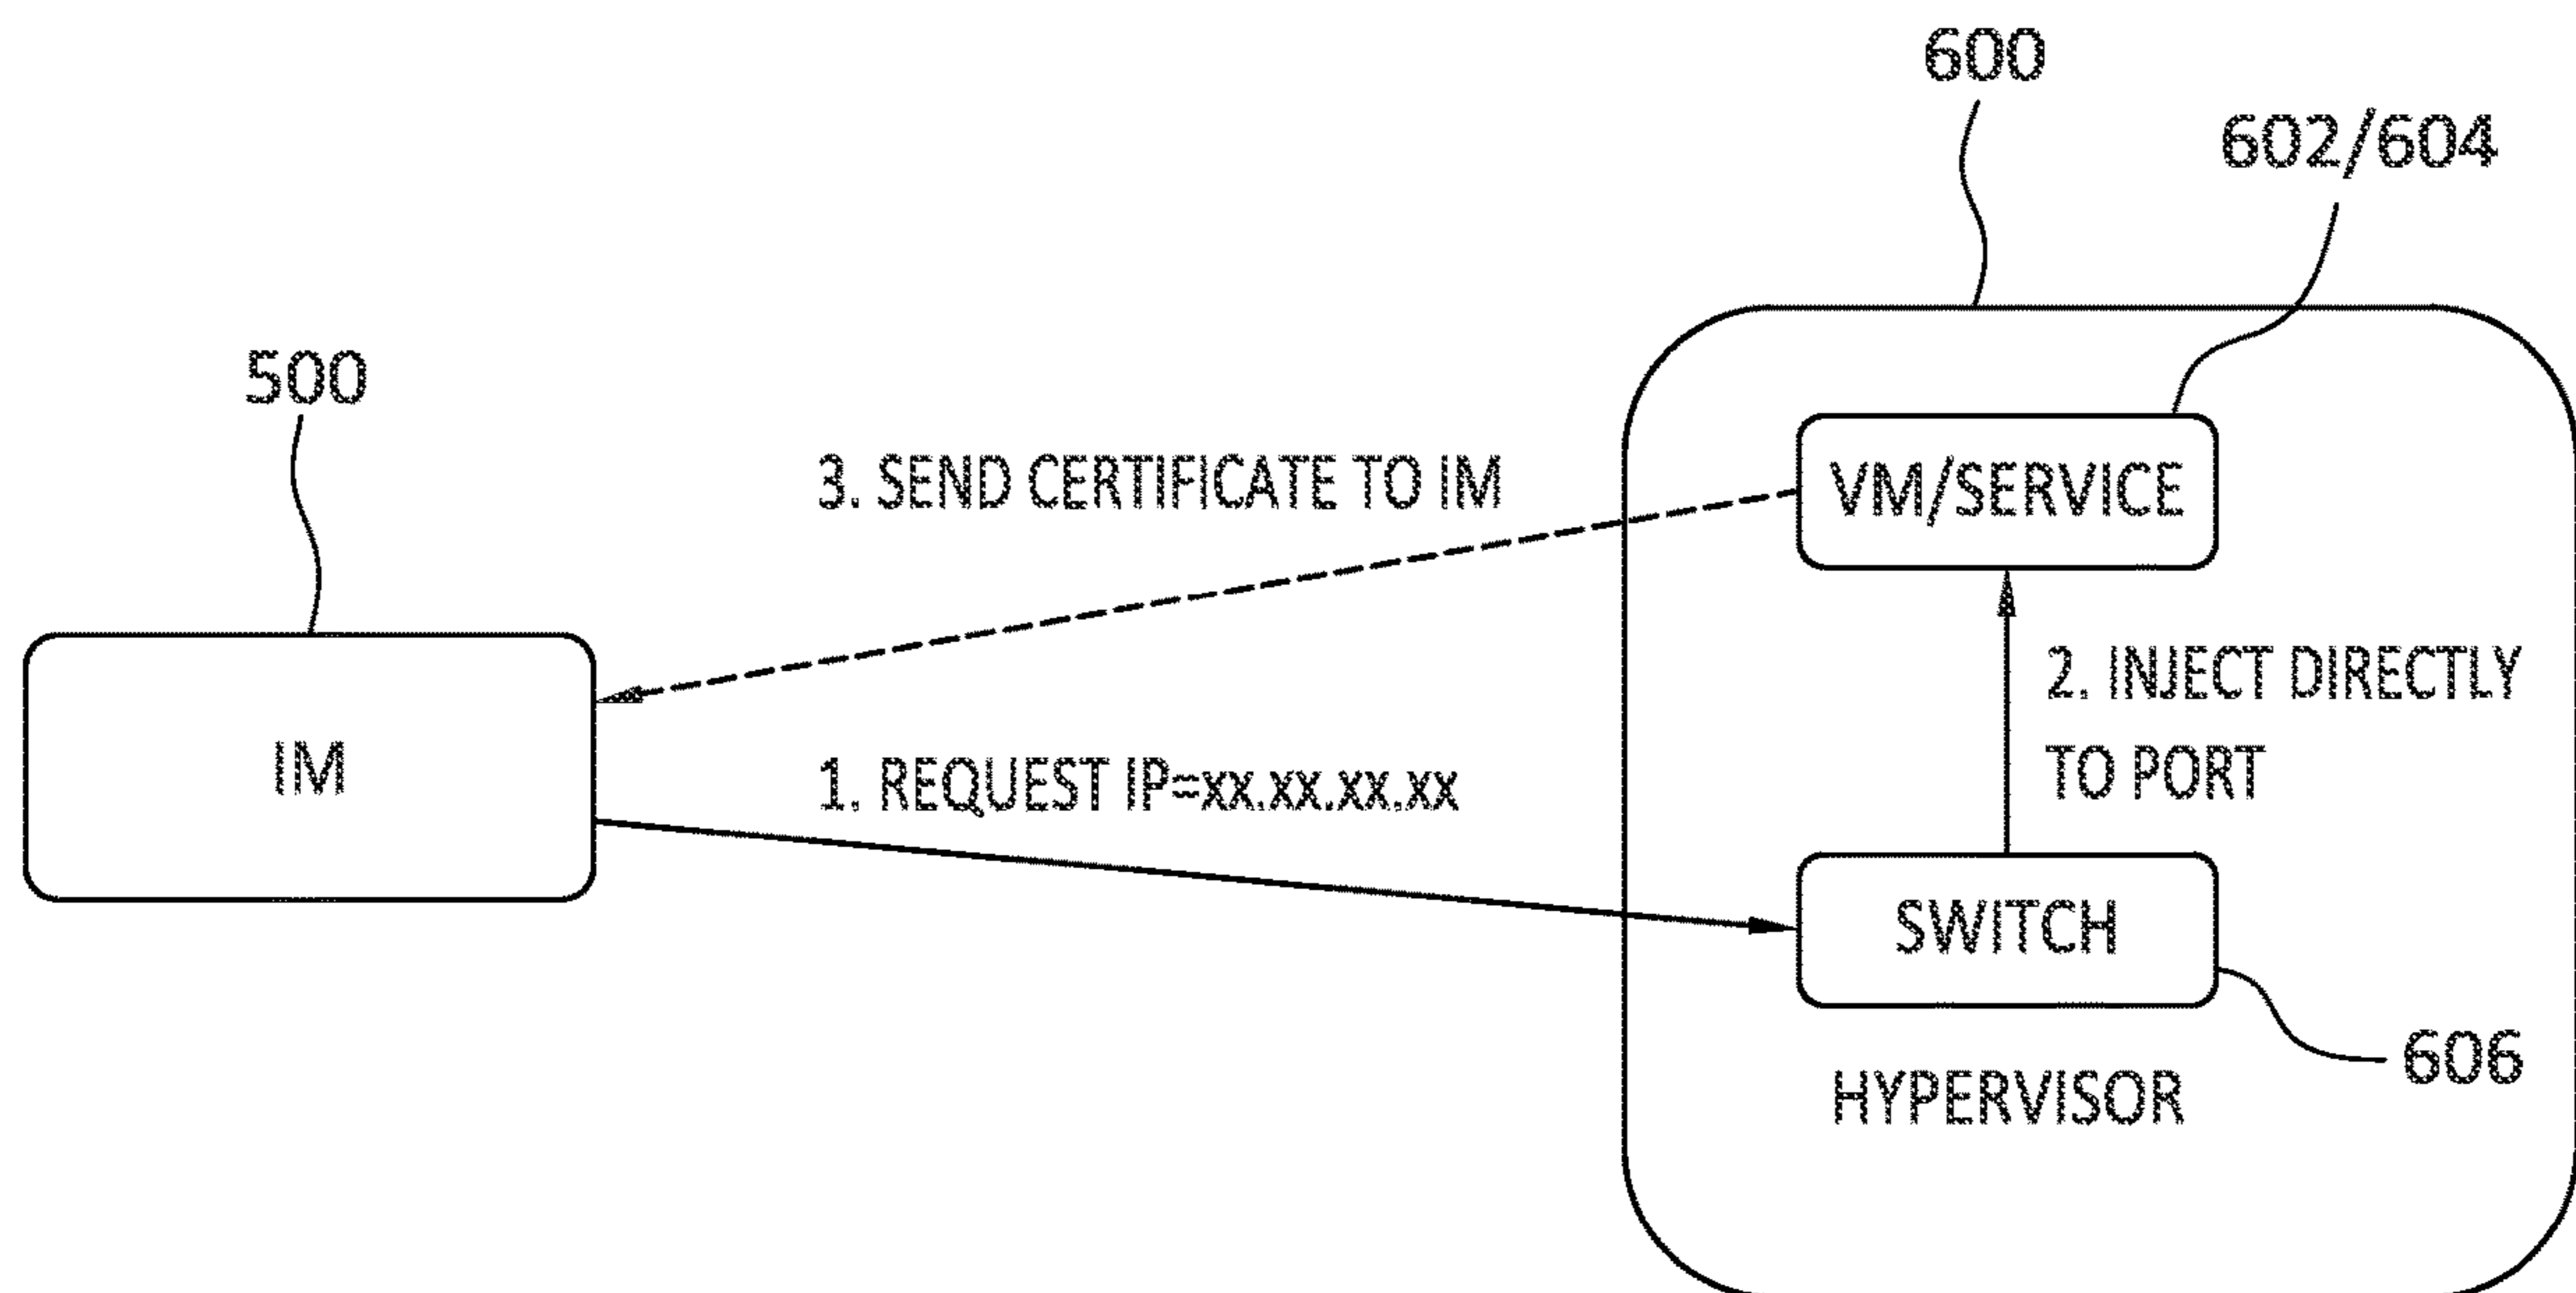 600
602/604
500
3. SEND CERTIFICATE TO IM
VM/SERVICE
2. INJECT DIRECTLY
TO PORT
IM
1. REQUEST IP=xx.xx.xx.xx
SWITCH
606
HYPERVISOR